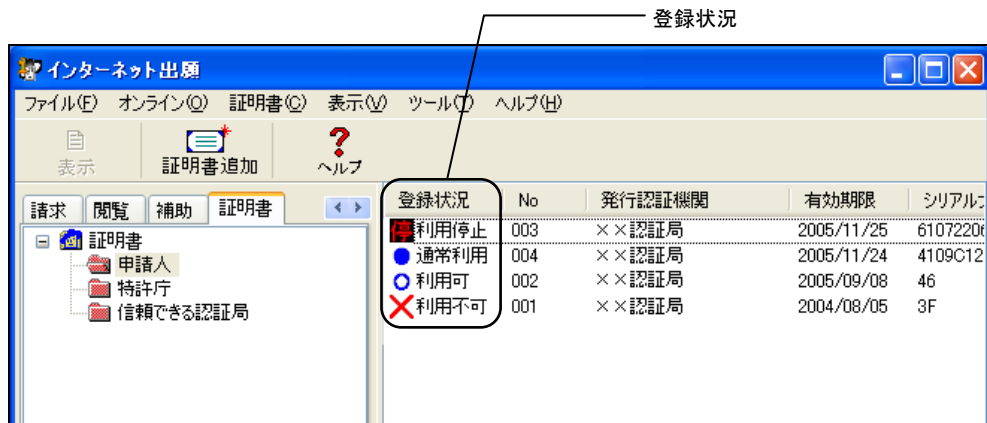 登録状況
インターネット出願
ファイル(F) オンライン(O) 証明書(C) 表示(V) ツール(T) ヘルプ(H)
表示 証明書追加 ヘルプ
請求 閲覧 補助 証明書
証明書
申請人
特許庁
信頼できる認証局
登録状況 No 発行認証機関 有効期限 シリアル
停 利用停止 003 ××認証局 2005/11/25 6107220
通常利用 004 ××認証局 2005/11/24 4109C12
利用可 002 ××認証局 2005/09/08 46
利用不可 001 ××認証局 2004/08/05 3F